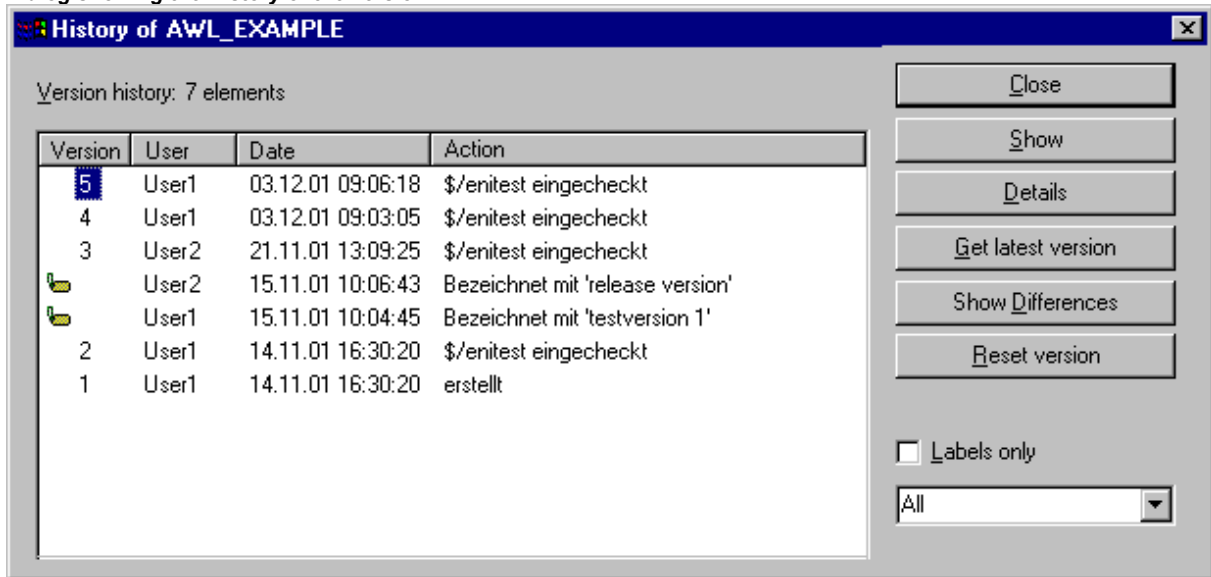 History of AWL_EXAMPLE
Version history: 7 elements
Version User Date Action
5 User1 03.12.01 09:06:18 $/enitest eingecheckt
4 User1 03.12.01 09:03:05 $/enitest eingecheckt
3 User2 21.11.01 13:09:25 $/enitest eingecheckt
User2 15.11.01 10:06:43 Bezeichnet mit 'release version'
User1 15.11.01 10:04:45 Bezeichnet mit 'testversion 1'
2 User1 14.11.01 16:30:20 $/enitest eingecheckt
1 User1 14.11.01 16:30:20 erstellt
Close
Show
Details
Get latest version
Show Differences
Reset version
Labels only
All